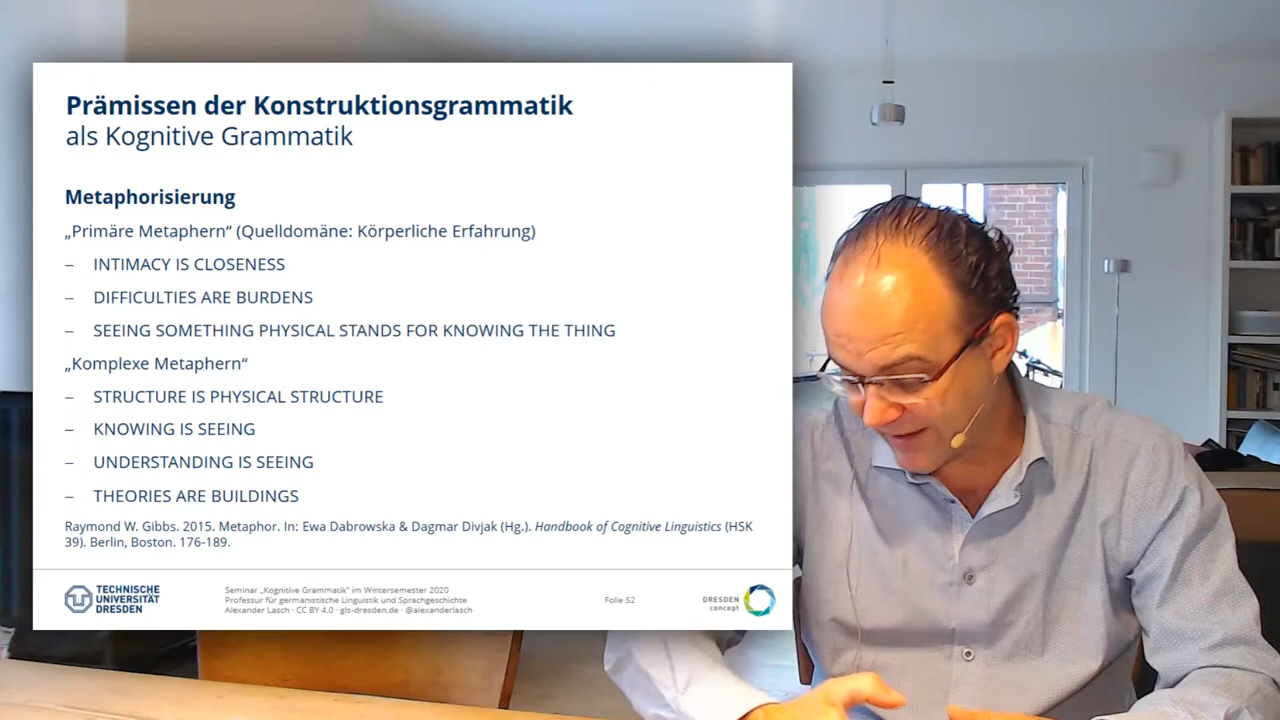 Prämissen der Konstruktionsgrammatik
als Kognitive Grammatik
Metaphorisierung
„Primäre Metaphern“ (Quelldomäne: Körperliche Erfahrung)
– INTIMACY IS CLOSENESS
– DIFFICULTIES ARE BURDENS
– SEEING SOMETHING PHYSICAL STANDS FOR KNOWING THE THING
„Komplexe Metaphern“
– STRUCTURE IS PHYSICAL STRUCTURE
– KNOWING IS SEEING
– UNDERSTANDING IS SEEING
– THEORIES ARE BUILDINGS
Raymond W. Gibbs. 2015. Metaphor. In: Ewa Dabrowska & Dagmar Divjak (Hg.). Handbook of Cognitive Linguistics (HSK
39). Berlin, Boston. 176-189.
TECHNISCHE
UNIVERSITÄT
DRESDEN
Seminar „Kognitive Grammatik“ im Wintersemester 2020
Professur für germanistische Linguistik und Sprachgeschichte
Alexander Lasch · CC BY 4.0 · gls-dresden.de · @alexanderlasch
Folie 52
DRESDEN
concept